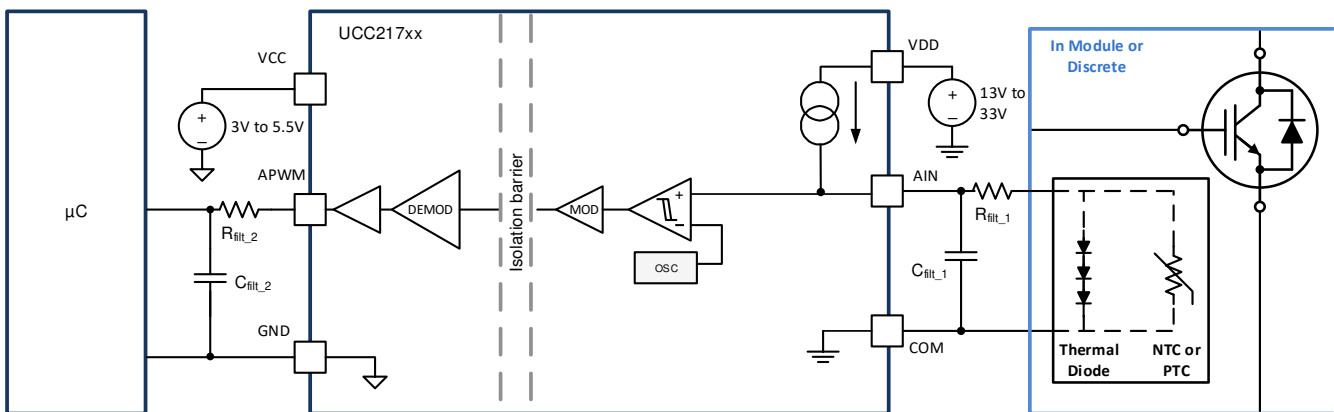 UCC217xx
In Module or
Discrete
VCC
VDD
+
3V to 5.5V
−
+
13V to
33V
−
APWM
AIN
µC
Rfilt_2
DEMOD
Isolation barrier
MOD
+
−
OSC
Rfilt_1
Cfilt_2
Cfilt_1
GND
COM
Thermal
Diode
NTC or
PTC